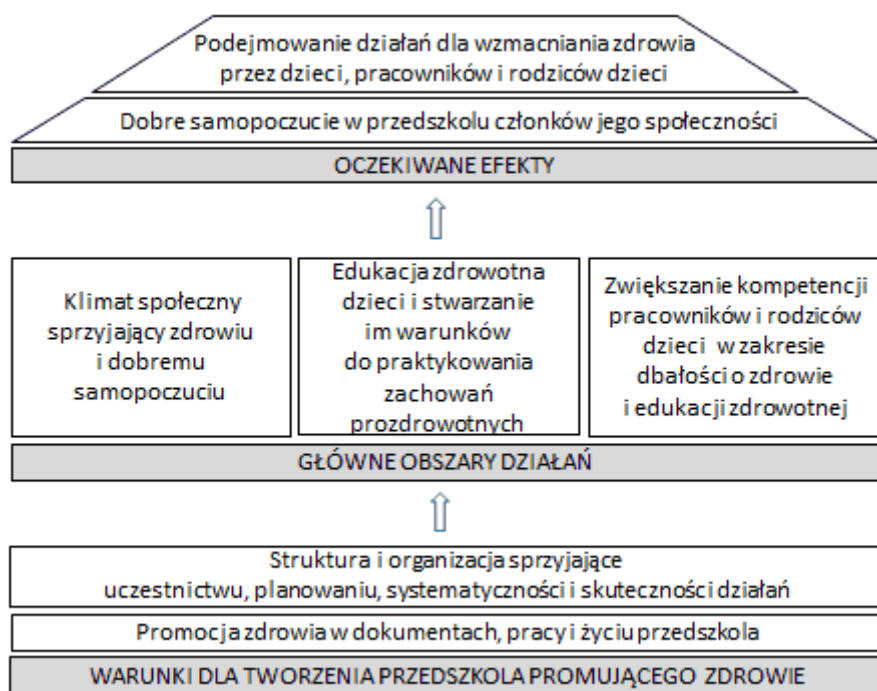 Podejmowanie działań dla wzmacniania zdrowia
przez dzieci, pracowników i rodziców dzieci
Dobre samopoczucie w przedszkolu członków jego społeczności
OCZEKIWANE EFEKTY
Klimat społeczny
sprzyjający zdrowiu
i dobremu
samopoczuciu
Edukacja zdrowotna
dzieci i stwarzanie
im warunków
do praktykowania
zachowań
prozdrowotnych
Zwiększanie kompetencji
pracowników i rodziców
dzieci w zakresie
dbałości o zdrowie
i edukacji zdrowotnej
GŁÓWNE OBSZARY DZIAŁAŃ
Struktura i organizacja sprzyjające
uczestnictwu, planowaniu, systematyczności i skuteczności działań
Promocja zdrowia w dokumentach, pracy i życiu przedszkola
WARUNKI DLA TWORZENIA PRZEDSZKOLA PROMUJĄCEGO ZDROWIE